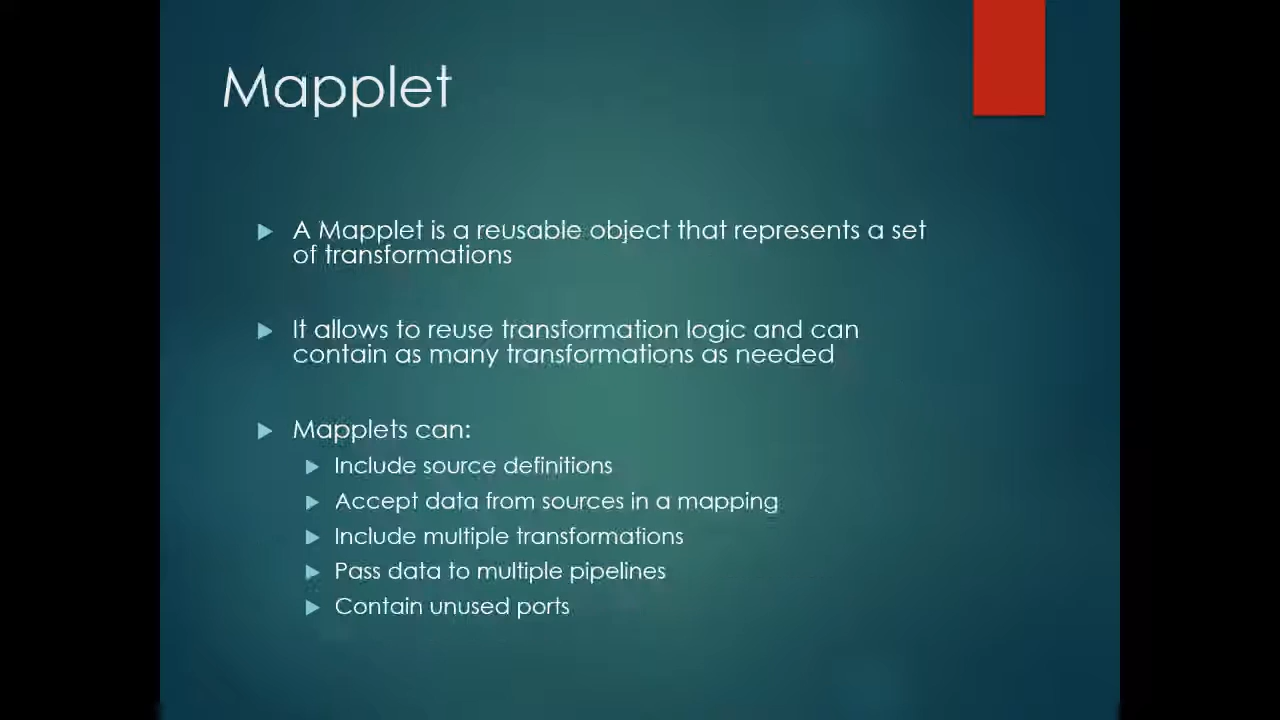 Mapplet
A Mapplet is a reusable object that represents a set
of transformations
It allows to reuse transformation logic and can
contain as many transformations as needed
Mapplets can:
Include source definitions
Accept data from sources in a mapping
Include multiple transformations
Pass data to multiple pipelines
Contain unused ports